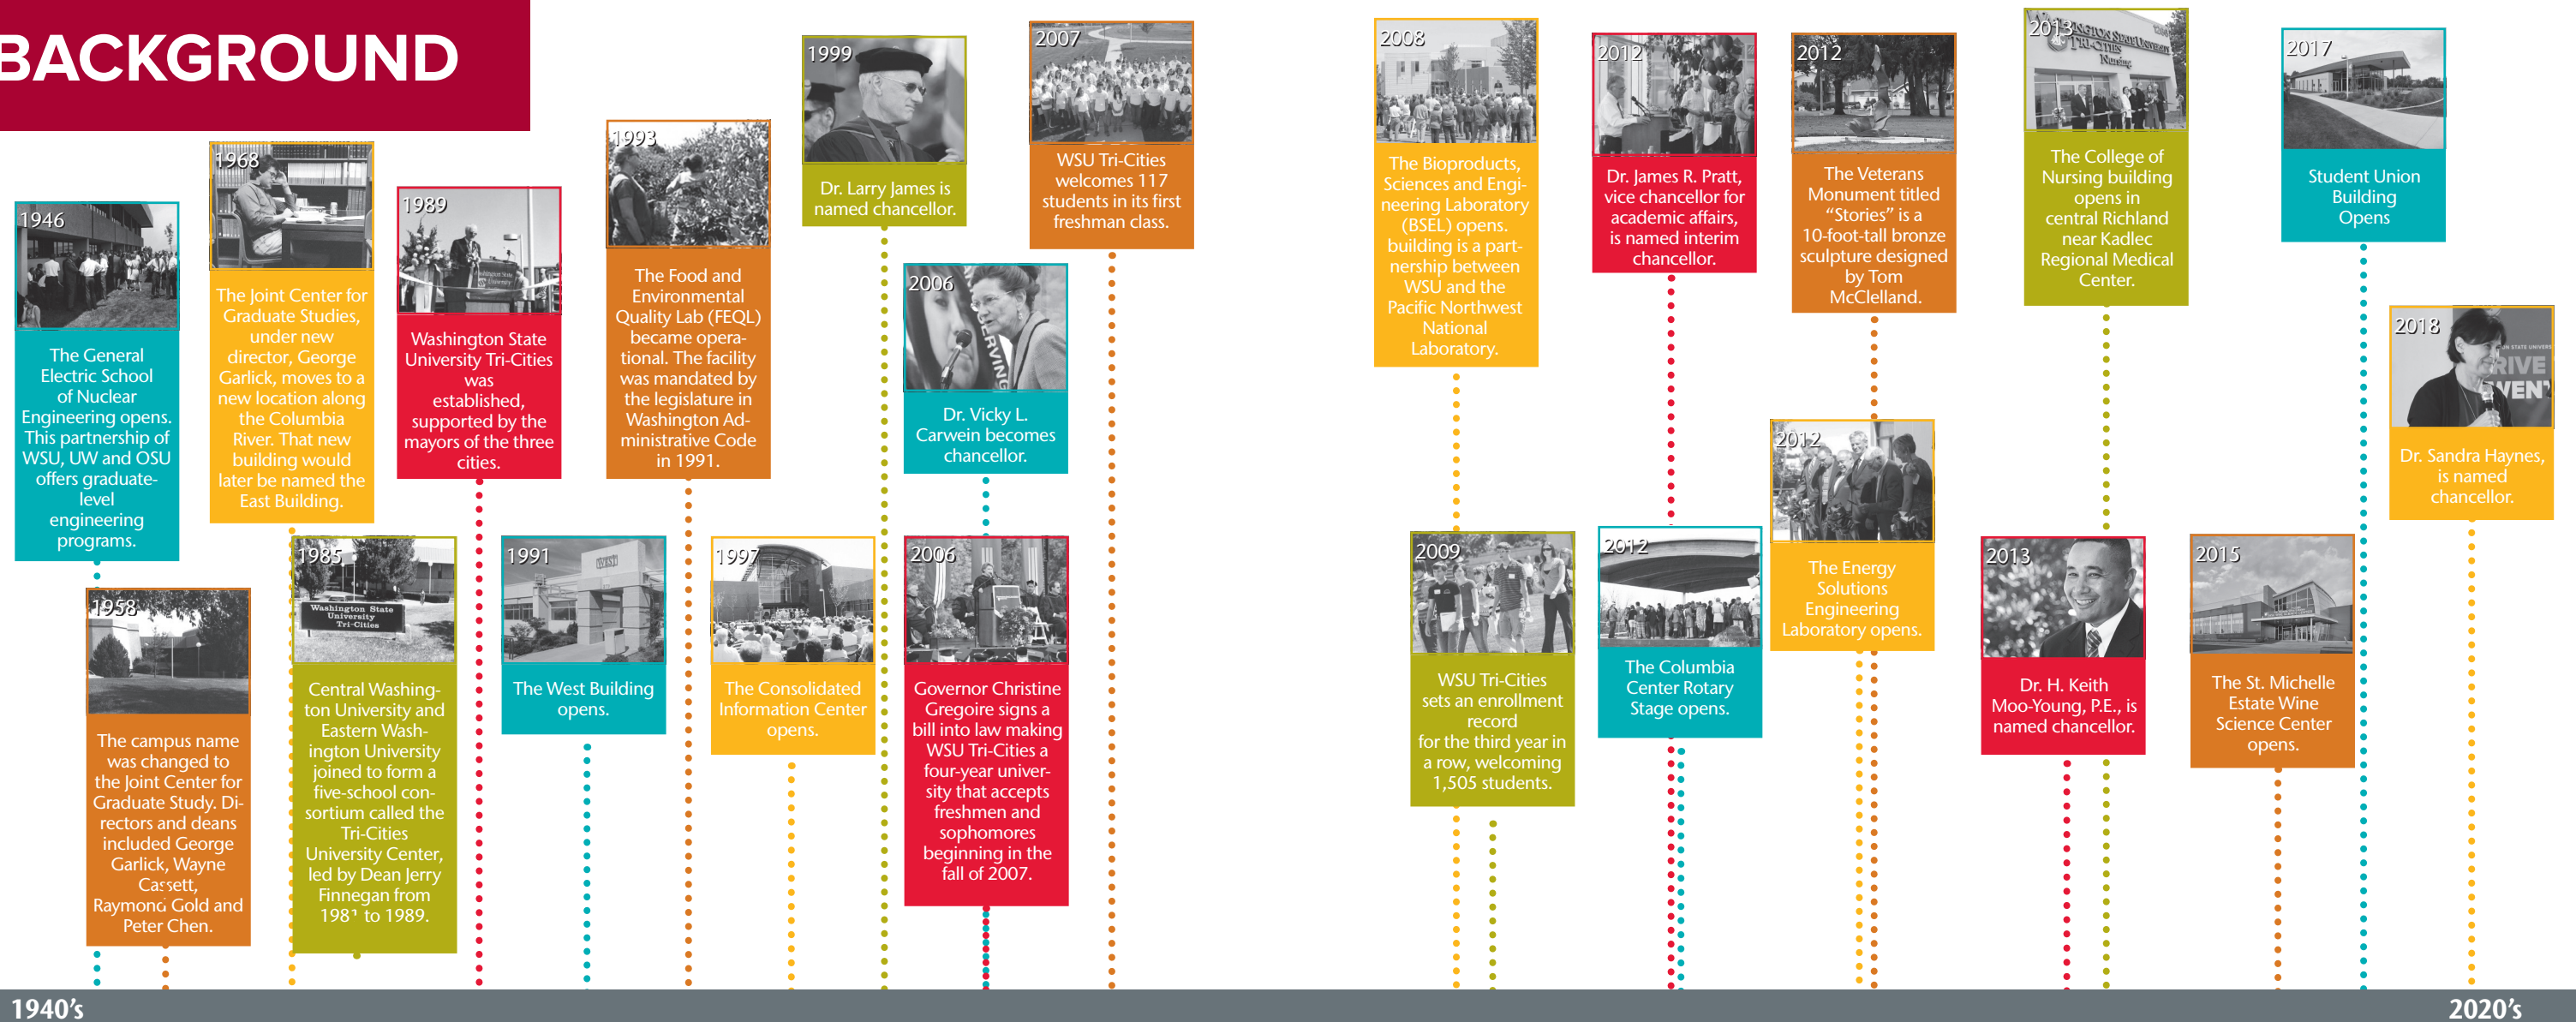 BACKGROUND
1946
The General
Electric School
of Nuclear
Engineering opens.
This partnership of
WSU, UW and OSU
offers graduate-
level
engineering
programs.
1958
The campus name
was changed to
the Joint Center for
Graduate Study. Di-
rectors and deans
included George
Garlick, Wayne
Cassett,
Raymond Gold and
Peter Chen.
1968
The Joint Center for
Graduate Studies,
under new
director, George
Garlick, moves to a
new location along
the Columbia
River. That new
building would
later be named the
East Building.
1985
Washington State
University
Tri-Cities
Central Washing-
ton University and
Eastern Wash-
ington University
joined to form a
five-school con-
sortium called the
Tri-Cities
University Center,
led by Dean Jerry
Finnegan from
1981 to 1989.
1989
Washington State
University Tri-Cities
was
established,
supported by the
mayors of the three
cities.
1991
WEST
The West Building
opens.
1993
The Food and
Environmental
Quality Lab (FEQL)
became opera-
tional. The facility
was mandated by
the legislature in
Washington Ad-
ministrative Code
in 1991.
1997
The Consolidated
Information Center
opens.
1999
Dr. Larry James is
named chancellor.
2006
ERVING
Dr. Vicky L.
Carwein becomes
chancellor.
2006
Governor Christine
Gregoire signs a
bill into law making
WSU Tri-Cities a
four-year univer-
sity that accepts
freshmen and
sophomores
beginning in the
fall of 2007.
2007
WSU Tri-Cities
welcomes 117
students in its first
freshman class.
2008
The Bioproducts,
Sciences and Engi-
neering Laboratory
(BSEL) opens.
building is a part-
nership between
WSU and the
Pacific Northwest
National
Laboratory.
2009
WSU Tri-Cities
sets an enrollment
record
for the third year in
a row, welcoming
1,505 students.
2012
Dr. James R. Pratt,
vice chancellor for
academic affairs,
is named interim
chancellor.
2012
The Columbia
Center Rotary
Stage opens.
2012
The Veterans
Monument titled
“Stories” is a
10-foot-tall bronze
sculpture designed
by Tom
McClelland.
2012
The Energy
Solutions
Engineering
Laboratory opens.
2013
INGTON STATE UNIVERSITY
TRI-CITIES
Nursing
The College of
Nursing building
opens in
central Richland
near Kadlec
Regional Medical
Center.
2013
Dr. H. Keith
Moo-Young, P.E., is
named chancellor.
2015
The St. Michelle
Estate Wine
Science Center
opens.
2017
Student Union
Building
Opens
2018
N STATE UNIVERS
RIVE
WEN
Dr. Sandra Haynes,
is named
chancellor.
1940’s
2020’s